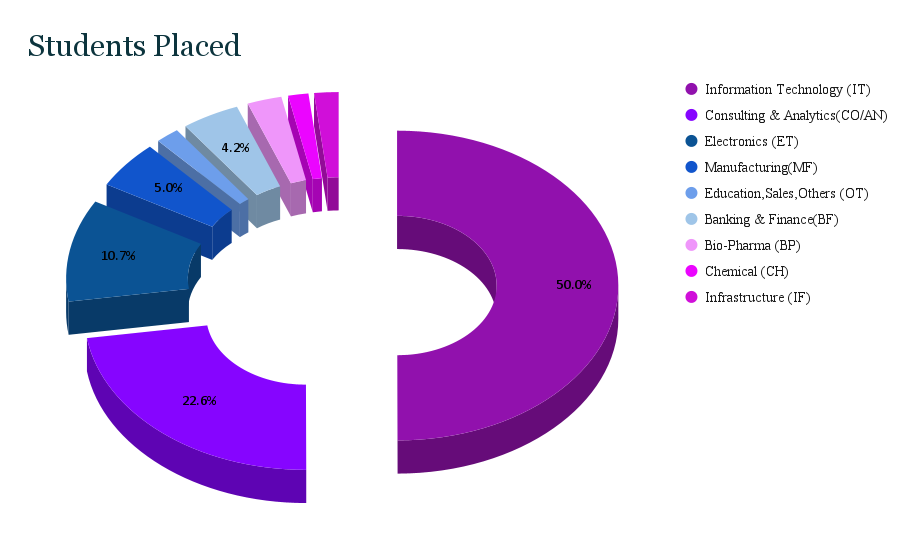 Students Placed
Information Technology (IT)
Consulting & Analytics(CO/AN)
Electronics (ET)
Manufacturing(MF)
Education,Sales,Others (OT)
Banking & Finance(BF)
Bio-Pharma (BP)
Chemical (CH)
Infrastructure (IF)
4.2%
5.0%
10.7%
50.0%
22.6%